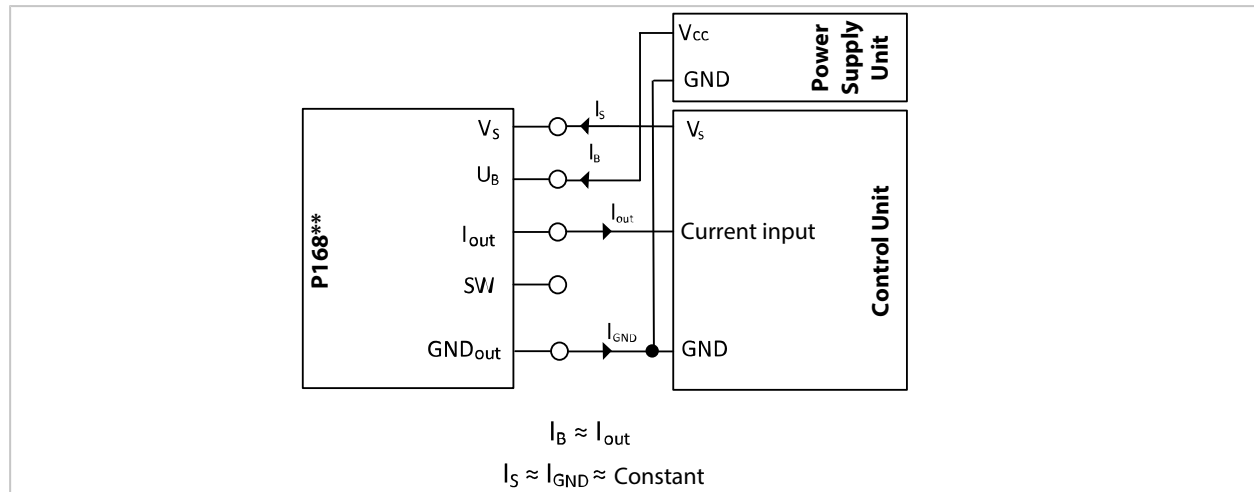 Vcc
GND
Power
Supply
Unit
P168**
VS
UB
Iout
SW
GNDout
IS
IB
Iout
IGND
Vs
Current input
GND
Control Unit
IB ≈ Iout
IS ≈ IGND ≈ Constant